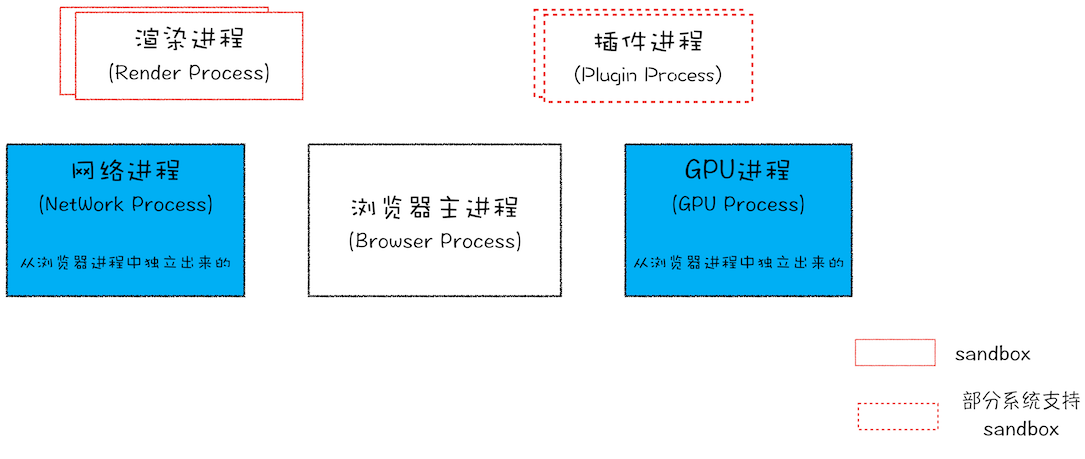 渲染进程
(Render Process)
插件进程
(Plugin Process)
网络进程
(NetWork Process)
从浏览器进程中独立出来的
浏览器主进程
(Browser Process)
GPU进程
(GPU Process)
从浏览器进程中独立出来的
sandbox
部分系统支持
sandbox